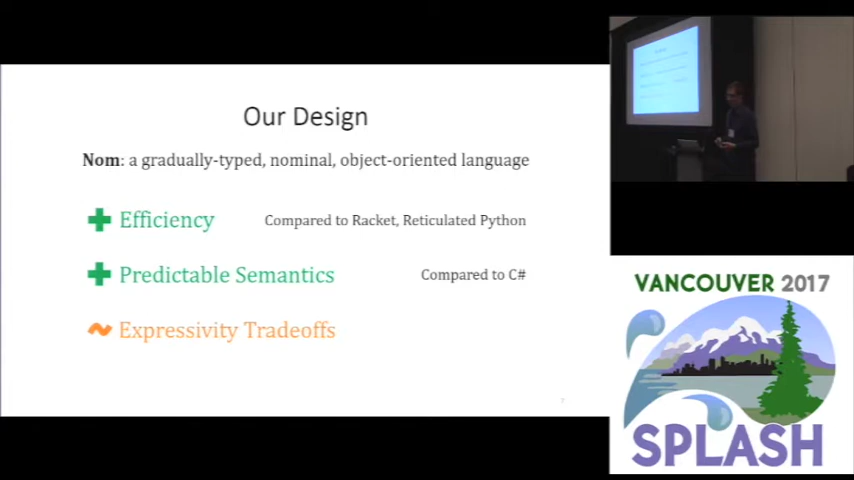 Our Design
Nom: a gradually-typed, nominal, object-oriented language
Efficiency
Compared to Racket, Reticulated Python
Predictable Semantics
Compared to C#
Expressivity Tradeoffs
VANCOUVER 2017
SPLASH